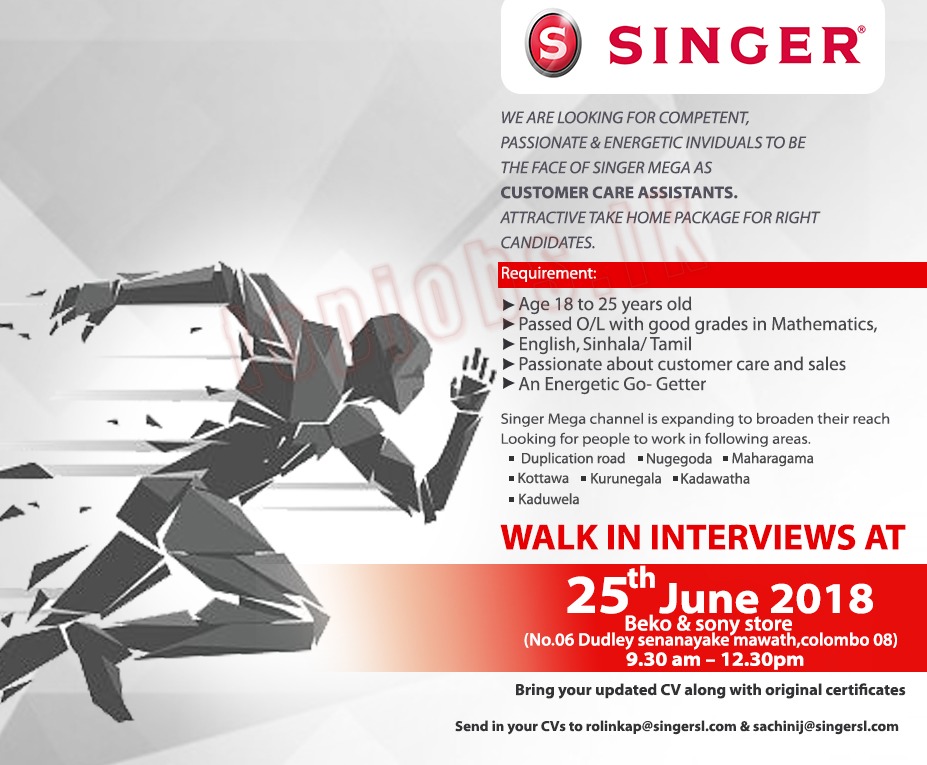 S SINGER®
WE ARE LOOKING FOR COMPETENT,
PASSIONATE & ENERGETIC INVIDUALS TO BE
THE FACE OF SINGER MEGA AS
CUSTOMER CARE ASSISTANTS.
ATTRACTIVE TAKE HOME PACKAGE FOR RIGHT
CANDIDATES.
topjobs.lk
Requirement:
►Age 18 to 25 years old
►Passed O/L with good grades in Mathematics,
►English, Sinhala/ Tamil
►Passionate about customer care and sales
►An Energetic Go- Getter
Singer Mega channel is expanding to broaden their reach
Looking for people to work in following areas.
▪ Duplication road ▪ Nugegoda ▪ Maharagama
▪ Kottawa ▪ Kurunegala ▪ Kadawatha
▪ Kaduwela
WALK IN INTERVIEWS AT
25th June 2018
Beko & sony store
(No.06 Dudley senanayake mawath,colombo 08)
9.30 am – 12.30pm
Bring your updated CV along with original certificates
Send in your CVs to rolinkap@singersl.com & sachinij@singersl.com